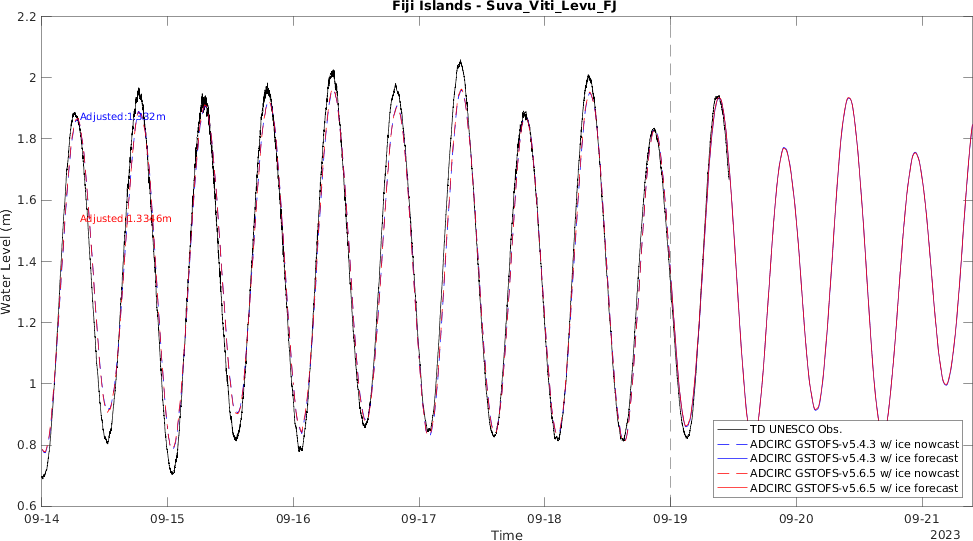 Fiji Islands - Suva_Viti_Levu_FJ
2.2
2
1.8
1.6
1.4
1.2
1
0.8
0.6
Water Level (m)
Adjusted:1.332m
Adjusted:1.3346m
TD UNESCO Obs.
ADCIRC GSTOFS-v5.4.3 w/ ice nowcast
ADCIRC GSTOFS-v5.4.3 w/ ice forecast
ADCIRC GSTOFS-v5.6.5 w/ ice nowcast
ADCIRC GSTOFS-v5.6.5 w/ ice forecast
09-14 09-15 09-16 09-17 09-18 09-19 09-20 09-21
Time
2023